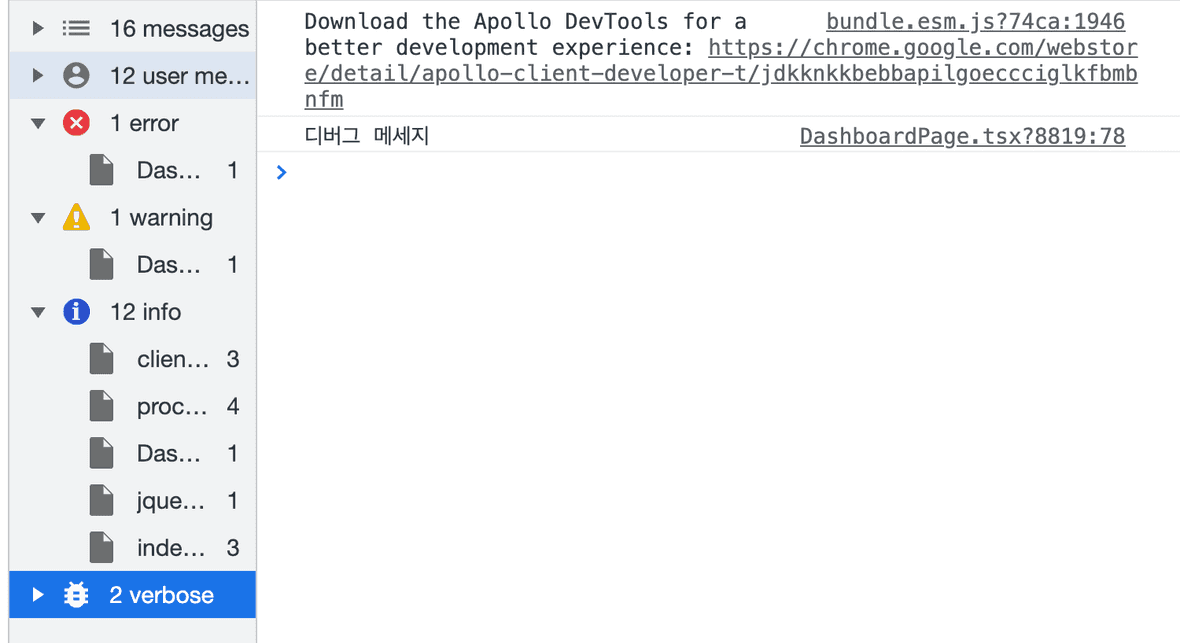 16 messages
12 user me...
1 error
Das... 1
1 warning
Das... 1
12 info
clien... 3
proc... 4
Das... 1
jque... 1
inde... 3
2 verbose
Download the Apollo DevTools for a bundle.esm.js?74ca:1946
better development experience: https://chrome.google.com/webstor
e/detail/apollo-client-developer-t/jdkknkkbebbapilgoeccciglkfbmb
nfm
디버그 메세지 DashboardPage.tsx?8819:78